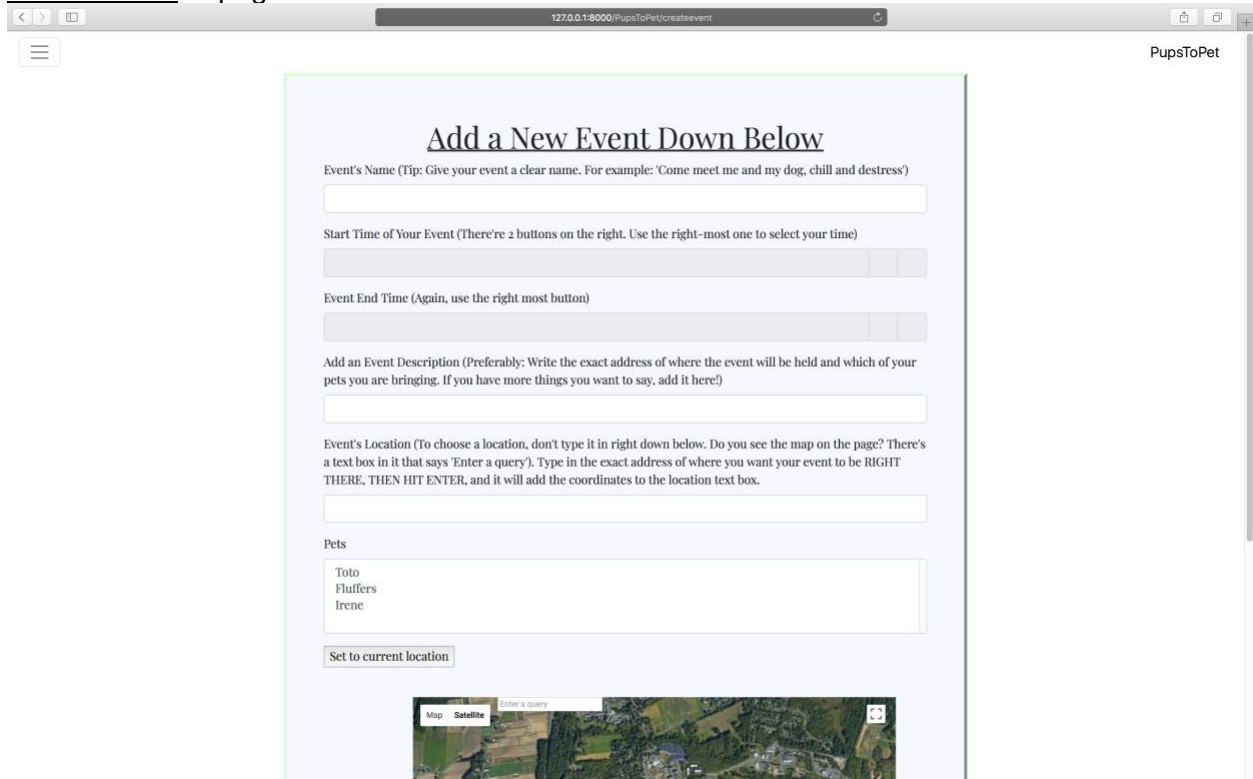 127.0.0.1:8000/PupsToPet/createevent
PupsToPet
Add a New Event Down Below
Event's Name (Tip: Give your event a clear name. For example: 'Come meet me and my dog, chill and destress')
Start Time of Your Event (There're 2 buttons on the right. Use the right-most one to select your time)
Event End Time (Again, use the right most button)
Add an Event Description (Preferably: Write the exact address of where the event will be held and which of your
pets you are bringing. If you have more things you want to say, add it here!)
Event's Location (To choose a location, don't type it in right down below. Do you see the map on the page? There's
a text box in it that says 'Enter a query'). Type in the exact address of where you want your event to be RIGHT
THERE, THEN HIT ENTER, and it will add the coordinates to the location text box.
Pets
Toto
Fluffers
Irene
Set to current location
Map Satellite Enter a query